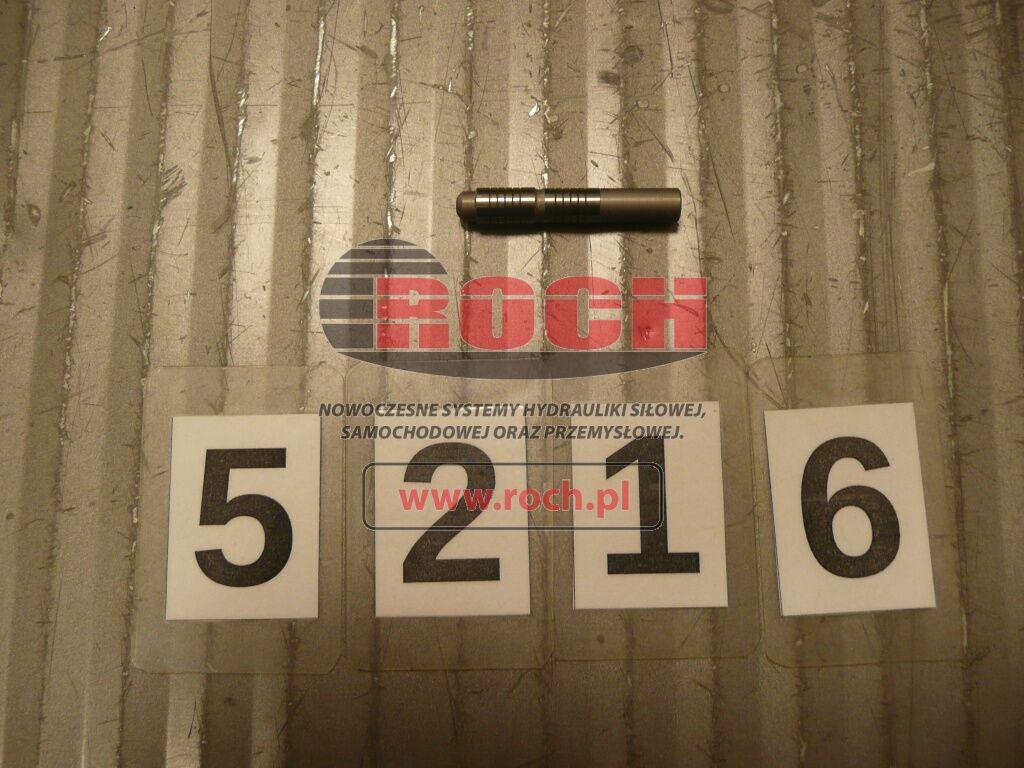 ROCH
NOWOCZESNE SYSTEMY HYDRAULIKI SIŁOWEJ,
SAMOCHODOWEJ ORAZ PRZEMYSŁOWEJ.
www.roch.pl
5 2 1 6